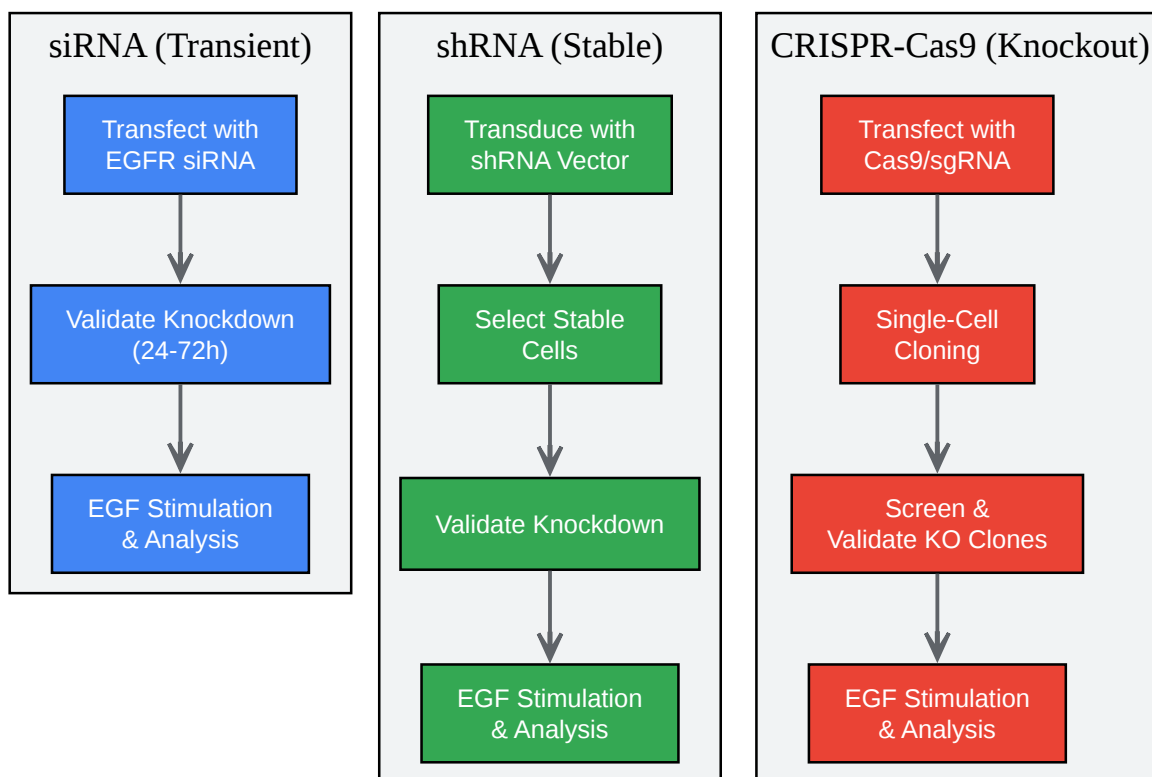 siRNA (Transient)
Transfect with
EGFR siRNA
Validate Knockdown
(24-72h)
EGF Stimulation
& Analysis
shRNA (Stable)
Transduce with
shRNA Vector
Select Stable
Cells
Validate Knockdown
EGF Stimulation
& Analysis
CRISPR-Cas9 (Knockout)
Transfect with
Cas9/sgRNA
Single-Cell
Cloning
Screen &
Validate KO Clones
EGF Stimulation
& Analysis